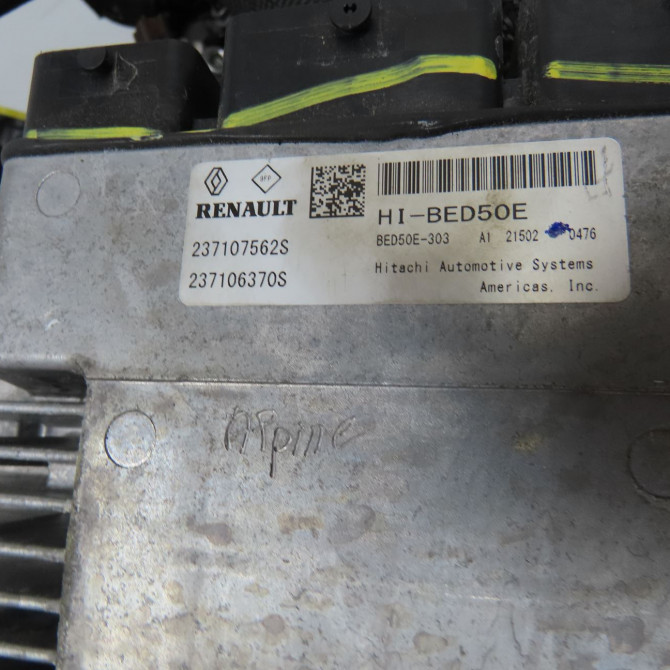 RENAULT
237107562S
237106370S
HI-BED50E
BED50E-303 A1 21502 0476
Hitachi Automotive Systems
Americas, Inc.
Alpine